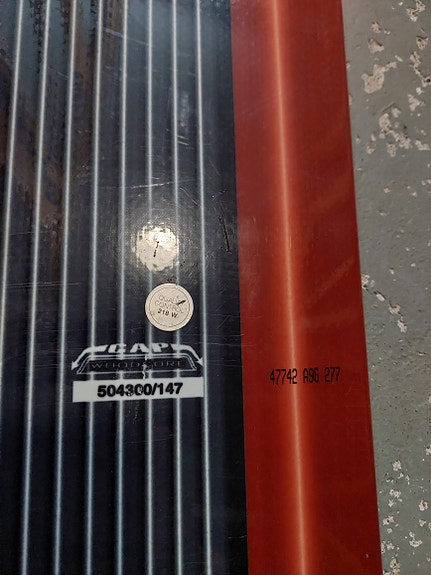 QUALITY
CONTROL
218 W
CAP
WOODCORE
504300/147
47742 A96 277